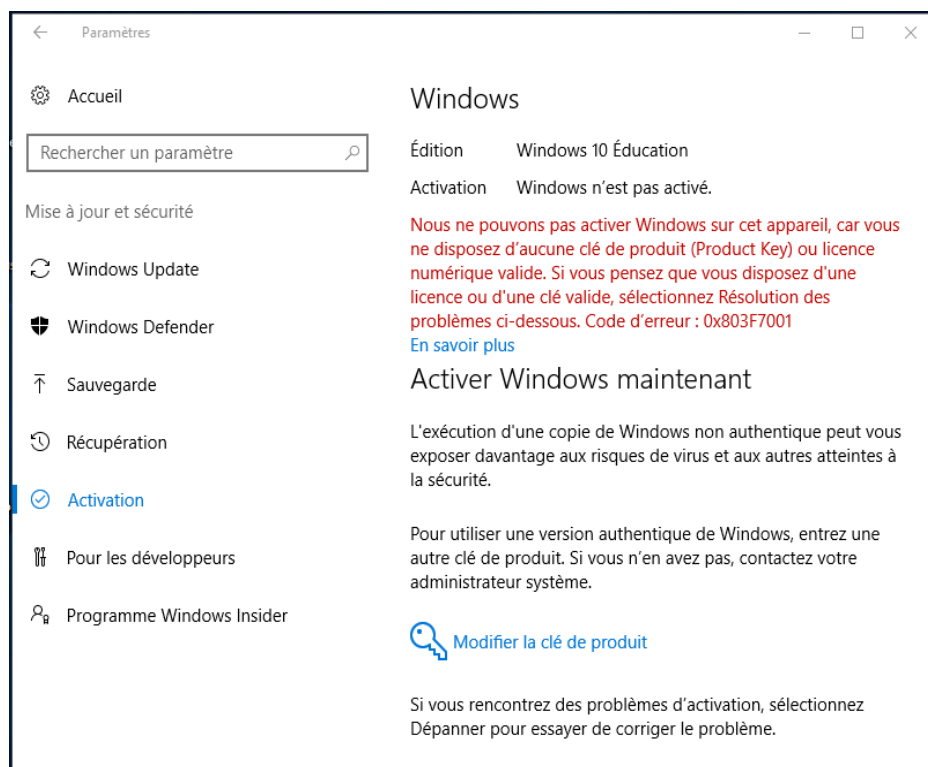 Paramètres
Accueil
Rechercher un paramètre
Mise à jour et sécurité
Windows Update
Windows Defender
Sauvegarde
Récupération
Activation
Pour les développeurs
Programme Windows Insider
Windows
Édition Windows 10 Éducation
Activation Windows n’est pas activé.
Nous ne pouvons pas activer Windows sur cet appareil, car vous
ne disposez d’aucune clé de produit (Product Key) ou licence
numérique valide. Si vous pensez que vous disposez d'une
licence ou d'une clé valide, sélectionnez Résolution des
problèmes ci-dessous. Code d’erreur : 0x803F7001
En savoir plus
Activer Windows maintenant
L'exécution d'une copie de Windows non authentique peut vous
exposer davantage aux risques de virus et aux autres atteintes à
la sécurité.
Pour utiliser une version authentique de Windows, entrez une
autre clé de produit. Si vous n’en avez pas, contactez votre
administrateur système.
Modifier la clé de produit
Si vous rencontrez des problèmes d’activation, sélectionnez
Dépanner pour essayer de corriger le problème.